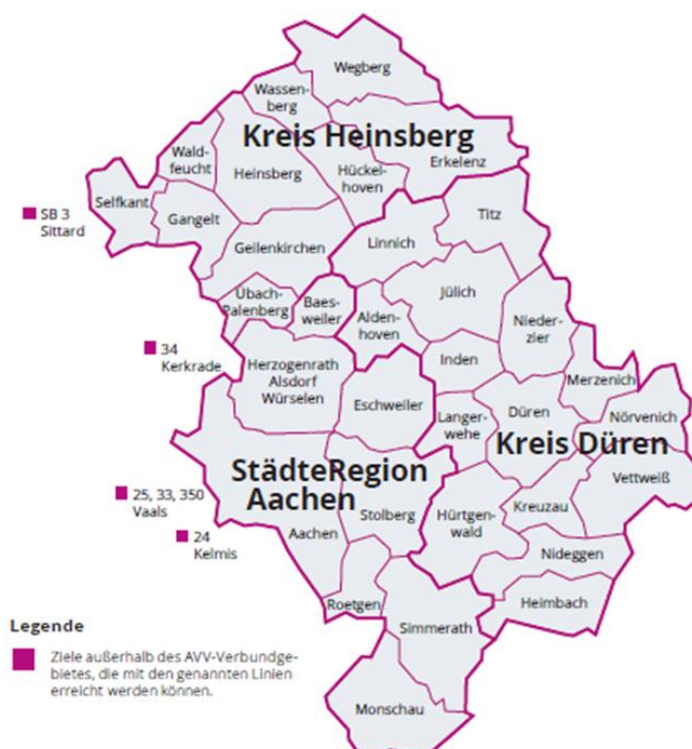 Wegberg
Wassen-
berg
Kreis Heinsberg
Erkelenz
Wald-
feucht
Heinsberg
Hückel-
hoven
Selfkant
SB 3
Sittard
Gangelt
Titz
Geilenkirchen
Linnich
Übach-
Palenberg
Baes-
weiler
Jülich
Alden-
hoven
Nieder-
zier
34
Kerkrade
Herzogenrath
Alsdorf
Würselen
Inden
Merzenich
Eschweiler
Langer-
wehe
Düren
Nörvenich
Kreis Düren
StädteRegion
Aachen
Vettweiß
25, 33, 350
Vaals
Stolberg
Hürtgen-
wald
Kreuzau
24
Kelmis
Aachen
Nideggen
Roetgen
Heimbach
Simmerath
Legende
Ziele außerhalb des AVV-Verbundge-
bietes, die mit den genannten Linien
erreicht werden können.
Monschau